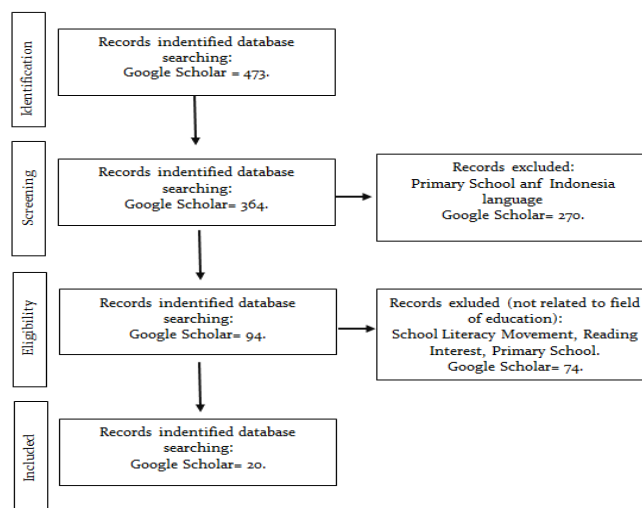 Identification
Records indentified database
searching:
Google Scholar = 473.
Screening
Records indentified database
searching:
Google Scholar= 364.
Records excluded:
Primary School anf Indonesia
language
Google Scholar= 270.
Eligibility
Records indentified database
searching:
Google Scholar= 94.
Records exluded (not related to field
of education):
School Literacy Movement, Reading
Interest, Primary School.
Google Scholar= 74.
Included
Records indentified database
searching:
Google Scholar= 20.